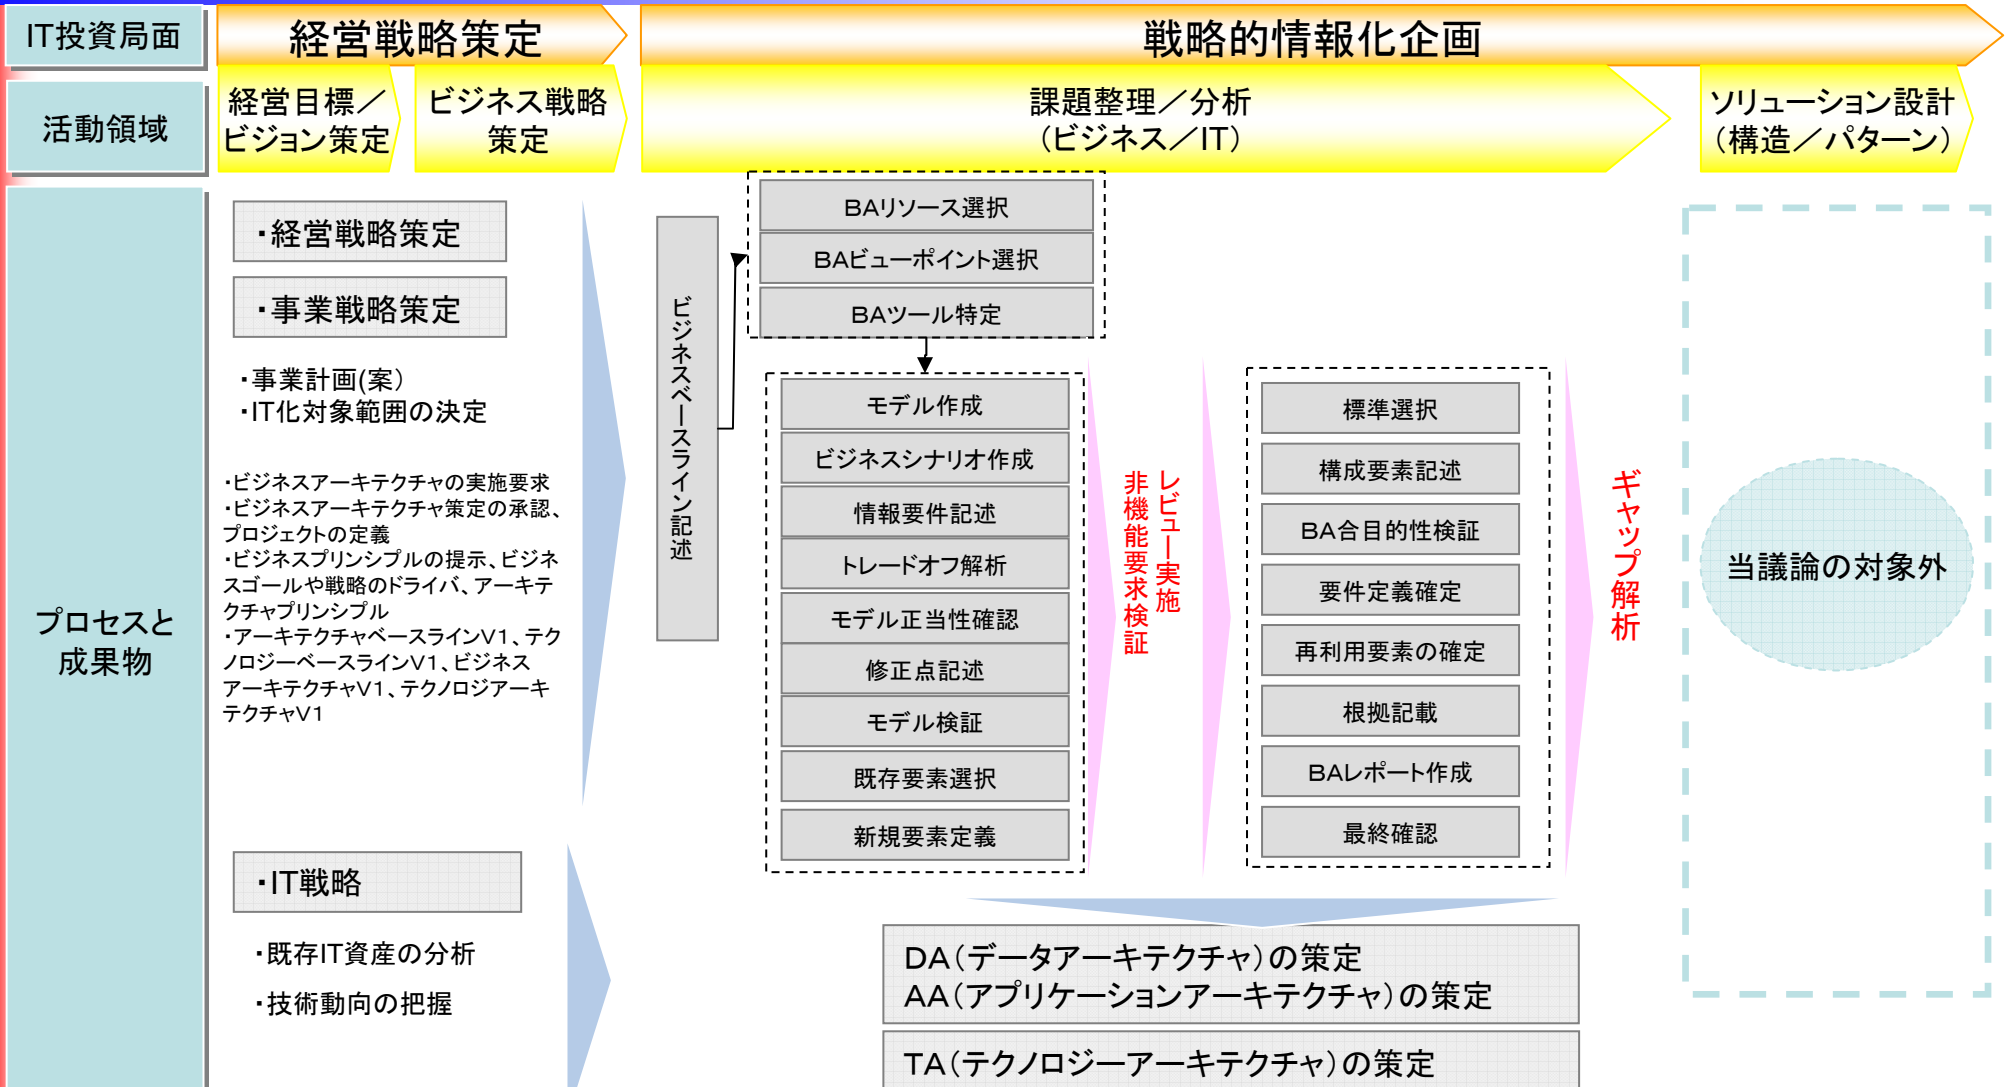 IT投資局面
経営戦略策定
戦略的情報化企画
活動領域
経営目標／
ビジョン策定
ビジネス戦略
策定
課題整理／分析
（ビジネス／IT）
ソリューション設計
（構造／パターン）
プロセスと
成果物
・経営戦略策定
・事業戦略策定
・事業計画(案）
・IT化対象範囲の決定
・ビジネスアーキテクチャの実施要求
・ビジネスアーキテクチャ策定の承認、
プロジェクトの定義
・ビジネスプリンシプルの提示、ビジネ
スゴールや戦略のドライバ、アーキテ
クチャプリンシプル
・アーキテクチャベースラインV1、テク
ノロジーベースラインV1、ビジネス
アーキテクチャV1、テクノロジアーキ
テクチャV1
・IT戦略
・既存IT資産の分析
・技術動向の把握
ビジネスベースライン記述
BAリソース選択
BAビューポイント選択
BAツール特定
モデル作成
ビジネスシナリオ作成
情報要件記述
トレードオフ解析
モデル正当性確認
修正点記述
モデル検証
既存要素選択
新規要素定義
レビュー実施
非機能要求検証
標準選択
構成要素記述
BA合目的性検証
要件定義確定
再利用要素の確定
根拠記載
BAレポート作成
最終確認
ギャップ解析
当議論の対象外
DA（データアーキテクチャ）の策定
AA（アプリケーションアーキテクチャ）の策定
TA（テクノロジーアーキテクチャ）の策定